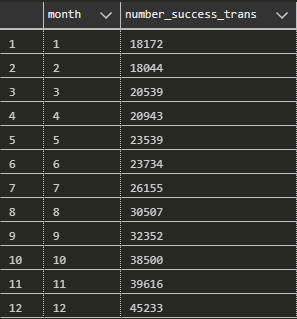 month number_success_trans
1 1 18172
2 2 18044
3 3 20539
4 4 20943
5 5 23539
6 6 23734
7 7 26155
8 8 30507
9 9 32352
10 10 38500
11 11 39616
12 12 45233